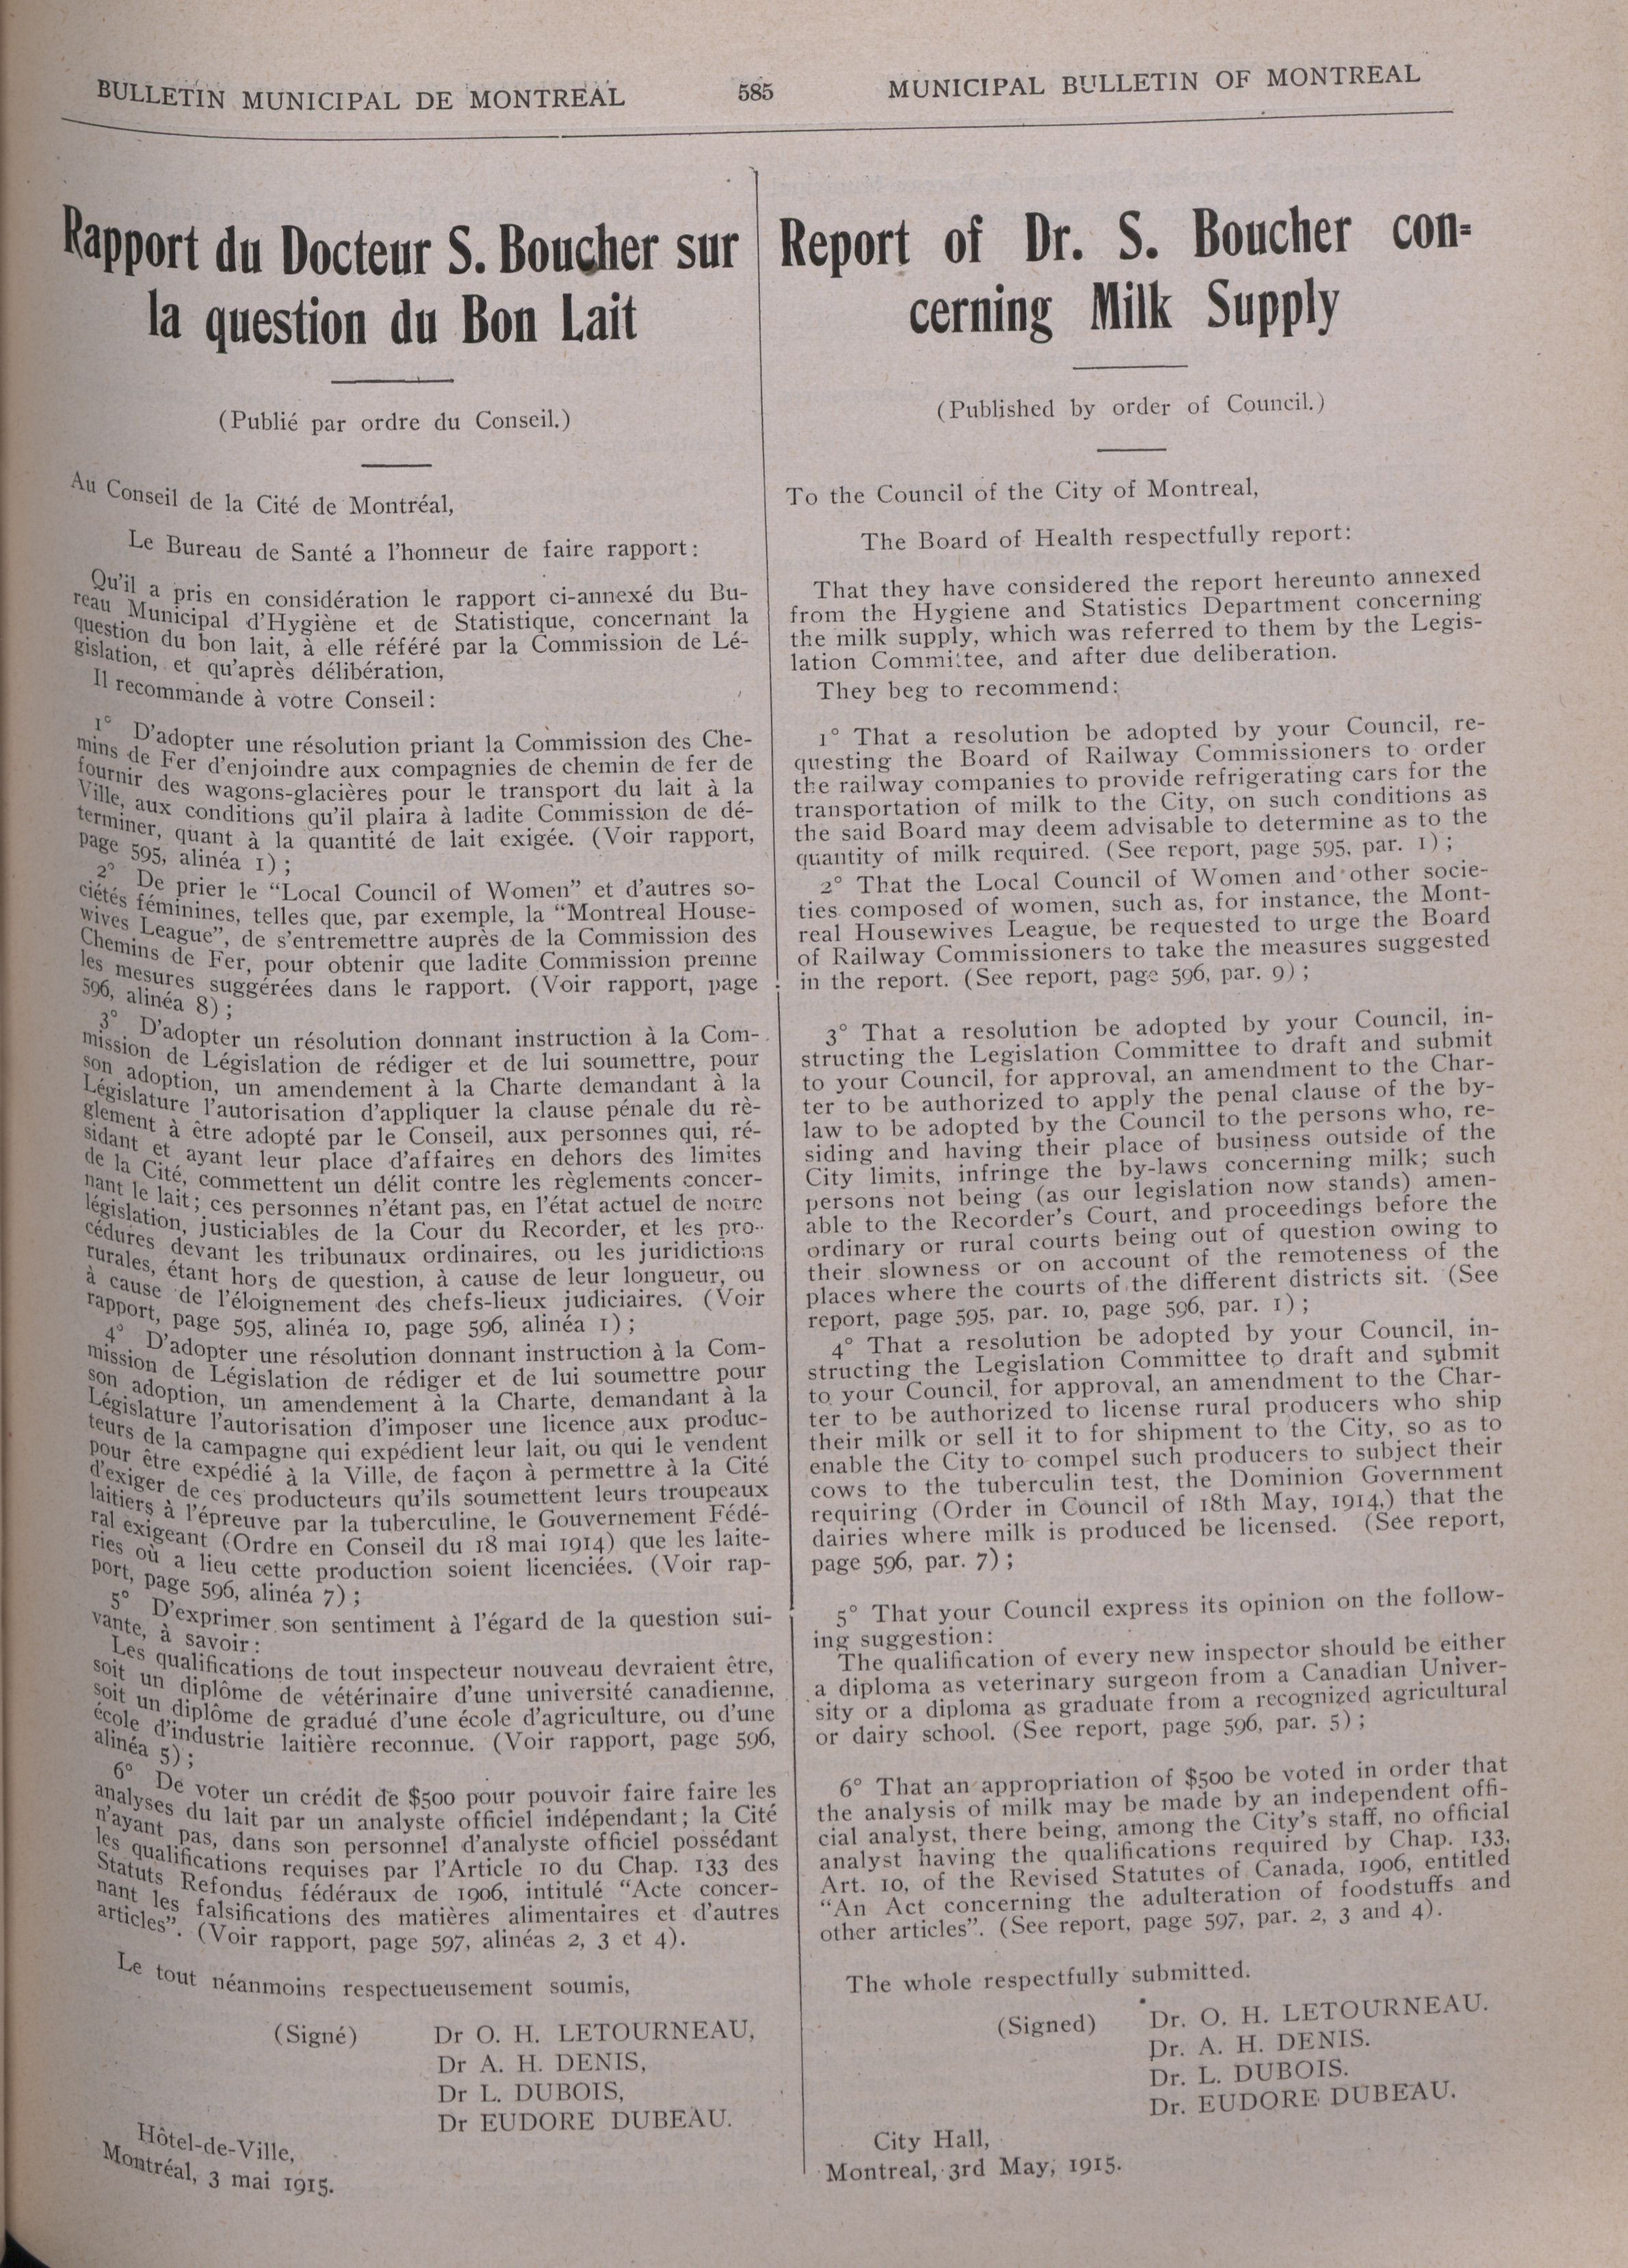 BULLETIN MUNICIPAL DE MONTREAL
585
MUNICIPAL BULLETIN OF MONTREAL
Rapport du Docteur S. Boucher sur
la question du Bon Lait
(Publié par ordre du Conseil.)
Au Conseil de la Cité de Montréal,
Le Bureau de Santé a l'honneur de faire rapport:
Qu'il a pris en considération le rapport ci-annexé du Bu-
reau Municipal d'Hygiène et de Statistique, concernant la
question du bon lait, à elle référé par la Commission de Lé-
gislation, et qu'après délibération,
Il recommande à votre Conseil:
1° D'adopter une résolution priant la Commission des Che-
mins de Fer d'enjoindre aux compagnies de chemin de fer de
fournir des wagons-glacières pour le transport du lait à la
Ville, aux conditions qu'il plaira à ladite Commission de dé-
terminer, quant à la quantité de lait exigée. (Voir rapport,
page 595, alinéa 1);
2° De prier le "Local Council of Women" et d'autres so-
ciétés féminines, telles que, par exemple, la "Montreal House-
wives League", de s'entremettre auprès de la Commission des
Chemins de Fer, pour obtenir que ladite Commission prenne
les mesures suggérées dans le rapport. (Voir rapport, page
596, alinéa 8);
3° D'adopter un résolution donnant instruction à la Com-
mission de Législation de rédiger et de lui soumettre, pour
son adoption, un amendement à la Charte demandant à la
Législature l'autorisation d'appliquer la clause pénale du rè-
glement à être adopté par le Conseil, aux personnes qui, ré-
sidant et ayant leur place d'affaires en dehors des limites
de la Cité, commettent un délit contre les règlements concer-
nant le lait; ces personnes n'étant pas, en l'état actuel de notre
législation, justiciables de la Cour du Recorder, et les pro-
cédures devant les tribunaux ordinaires, ou les juridictions
rurales, étant hors de question, à cause de leur longueur, ou
à cause de l'éloignement des chefs-lieux judiciaires. (Voir
rapport, page 595, alinéa 10, page 596, alinéa 1);
4° D'adopter une résolution donnant instruction à la Com-
mission de Législation de rédiger et de lui soumettre pour
son adoption, un amendement à la Charte, demandant à la
Législature l'autorisation d'imposer une licence aux produc-
teurs de la campagne qui expédient leur lait, ou qui le vendent
pour être expédié à la Ville, de façon à permettre à la Cité
d'exiger de ces producteurs qu'ils soumettent leurs troupeaux
laitiers à l'épreuve par la tuberculine, le Gouvernement Fédé-
ral exigeant (Ordre en Conseil du 18 mai 1914) que les laite-
ries où a lieu cette production soient licenciées. (Voir rap-
port, page 596, alinéa 7);
5° D'exprimer son sentiment à l'égard de la question sui-
vante, à savoir:
Les qualifications de tout inspecteur nouveau devraient être,
soit un diplôme de vétérinaire d'une université canadienne,
soit un diplôme de gradué d'une école d'agriculture, ou d'une
école d'industrie laitière reconnue. (Voir rapport, page 596,
alinéa 5);
6° De voter un crédit de $500 pour pouvoir faire faire les
analyses du lait par un analyste officiel indépendant; la Cité
n'ayant pas, dans son personnel d'analyste officiel possédant
les qualifications requises par l'Article 10 du Chap. 133 des
Statuts Refondus fédéraux de 1906, intitulé "Acte concer-
nant les falsifications des matières alimentaires et d'autres
articles". (Voir rapport, page 597, alinéas 2, 3 et 4).
Le tout néanmoins respectueusement soumis,
(Signé) Dr O. H. LETOURNEAU,
Dr A. H. DENIS,
Dr L. DUBOIS,
Dr EUDORE DUBEAU.
Hôtel-de-Ville,
Montréal, 3 mai 1915.
Report of Dr. S. Boucher con-
cerning Milk Supply
(Published by order of Council.)
To the Council of the City of Montreal,
The Board of Health respectfully report:
That they have considered the report hereunto annexed
from the Hygiene and Statistics Department concerning
the milk supply, which was referred to them by the Legis-
lation Committee, and after due deliberation.
They beg to recommend:
1° That a resolution be adopted by your Council, re-
questing the Board of Railway Commissioners to order
the railway companies to provide refrigerating cars for the
transportation of milk to the City, on such conditions as
the said Board may deem advisable to determine as to the
quantity of milk required. (See report, page 595, par. 1);
2° That the Local Council of Women and other socie-
ties composed of women, such as, for instance, the Mont-
real Housewives League, be requested to urge the Board
of Railway Commissioners to take the measures suggested
in the report. (See report, page 596, par. 9);
3° That a resolution be adopted by your Council, in-
structing the Legislation Committee to draft and submit
to your Council, for approval, an amendment to the Char-
ter to be authorized to apply the penal clause of the by-
law to be adopted by the Council to the persons who, re-
siding and having their place of business outside of the
City limits, infringe the by-laws concerning milk; such
persons not being (as our legislation now stands) amen-
able to the Recorder's Court, and proceedings before the
ordinary or rural courts being out of question owing to
their slowness or on account of the remoteness of the
places where the courts of the different districts sit. (See
report, page 595, par. 10, page 596, par. 1);
4° That a resolution be adopted by your Council, in-
structing the Legislation Committee to draft and submit
to your Council, for approval, an amendment to the Char-
ter to be authorized to license rural producers who ship
their milk or sell it to for shipment to the City, so as to
enable the City to compel such producers to subject their
cows to the tuberculin test, the Dominion Government
requiring (Order in Council of 18th May, 1914,) that the
dairies where milk is produced be licensed. (See report,
page 596, par. 7);
5° That your Council express its opinion on the follow-
ing suggestion:
The qualification of every new inspector should be either
a diploma as veterinary surgeon from a Canadian Univer-
sity or a diploma as graduate from a recognized agricultural
or dairy school. (See report, page 596, par. 5);
6° That an appropriation of $500 be voted in order that
the analysis of milk may be made by an independent offi-
cial analyst, there being, among the City's staff, no official
analyst having the qualifications required by Chap. 133,
Art. 10, of the Revised Statutes of Canada, 1906, entitled
"An Act concerning the adulteration of foodstuffs and
other articles". (See report, page 597, par. 2, 3 and 4).
The whole respectfully submitted.
(Signed) Dr. O. H. LETOURNEAU.
Dr. A. H. DENIS.
Dr. L. DUBOIS.
Dr. EUDORE DUBEAU.
City Hall,
Montreal, 3rd May, 1915.